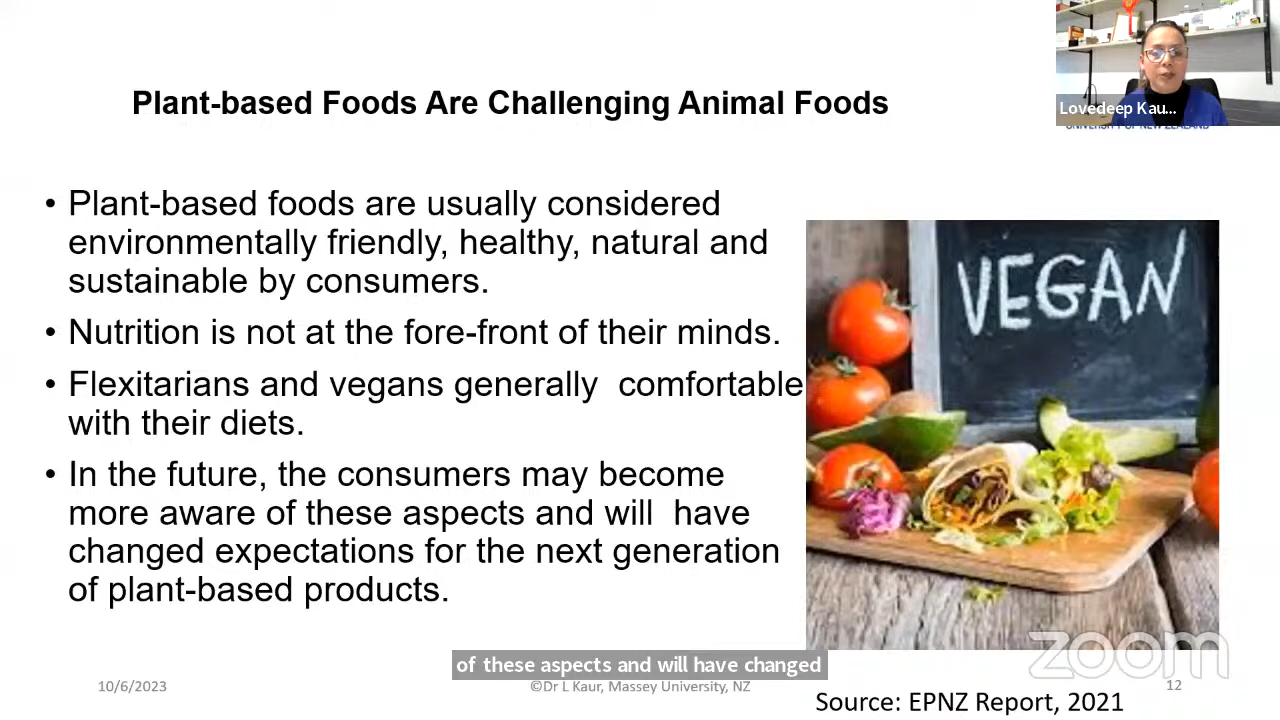 Plant-based Foods Are Challenging Animal Foods
Lovedeep Kau...
UNIVERSITY OF NEW ZEALAND
• Plant-based foods are usually considered
environmentally friendly, healthy, natural and
sustainable by consumers.
• Nutrition is not at the fore-front of their minds.
• Flexitarians and vegans generally  comfortable
with their diets.
• In the future, the consumers may become
more aware of these aspects and will  have
changed expectations for the next generation
of plant-based products.
VEGAN
of these aspects and will have changed
zoom
10/6/2023
©Dr L Kaur, Massey University, NZ
12
Source: EPNZ Report, 2021